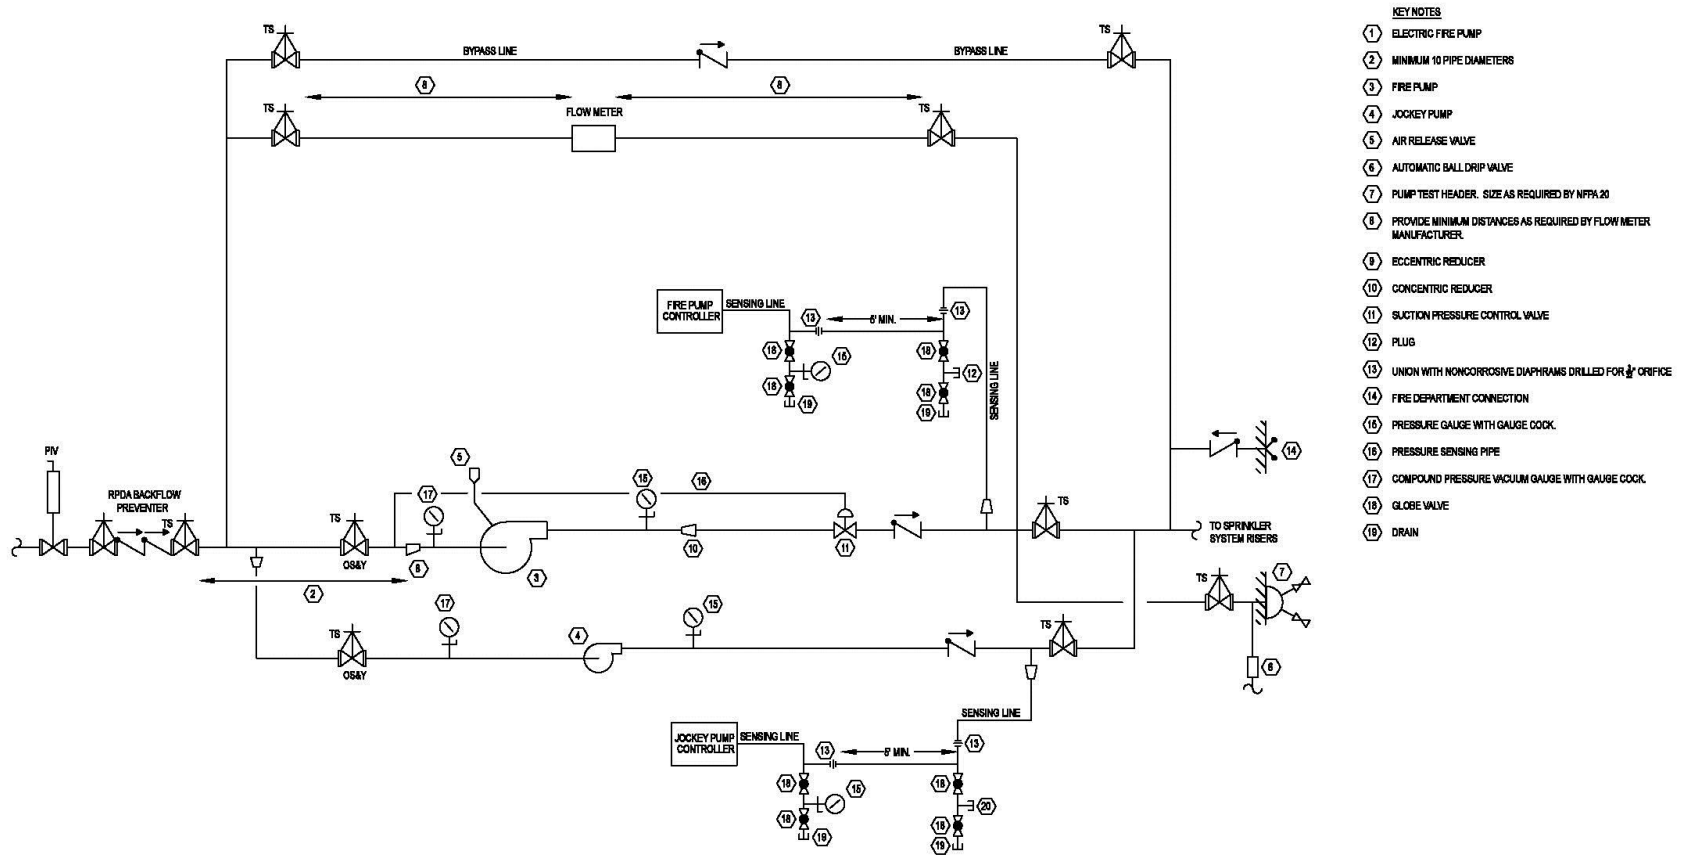 KEY NOTES
1 ELECTRIC FIRE PUMP
2 MINIMUM 10 PIPE DIAMETERS
3 FIRE PUMP
4 JOCKEY PUMP
5 AIR RELEASE VALVE
6 AUTOMATIC BALL DRIP VALVE
7 PUMP TEST HEADER. SIZE AS REQUIRED BY NFPA 20
8 PROVIDE MINIMUM DISTANCES AS REQUIRED BY FLOW METER
MANUFACTURER.
9 ECCENTRIC REDUCER
10 CONCENTRIC REDUCER
11 SUCTION PRESSURE CONTROL VALVE
12 PLUG
13 UNION WITH NONCORROSIVE DIAPHRAMS DRILLED FOR ORIFICE
14 FIRE DEPARTMENT CONNECTION
15 PRESSURE GAUGE WITH GAUGE COCK.
16 PRESSURE SENSING PIPE
17 COMPOUND PRESSURE VACUUM GAUGE WITH GAUGE COCK.
18 GLOBE VALVE
19 DRAIN
TS
BYPASS LINE
BYPASS LINE
TS
8
8
TS
FLOW METER
TS
FIRE PUMP
CONTROLLER
SENSING LINE
13
5' MIN.
13
18
15
18
12
18
19
18
19
SENSING LINE
PIV
RPDA BACKFLOW
PREVENTER
TS
TS
OS&Y
2
17
8
5
3
15
16
10
11
TS
14
TO SPRINKLER
SYSTEM RISERS
TS
7
6
TS
OS&Y
17
4
15
TS
SENSING LINE
JOCKEY PUMP
CONTROLLER
SENSING LINE
13
5' MIN.
13
18
15
18
20
18
19
18
19